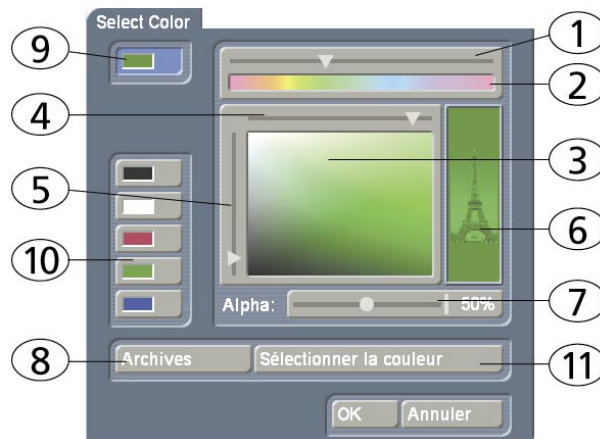 Select Color
1
9
2
4
3
5
6
10
Alpha:
50%
7
8
Archives
Sélectionner la couleur
11
OK
Annuler